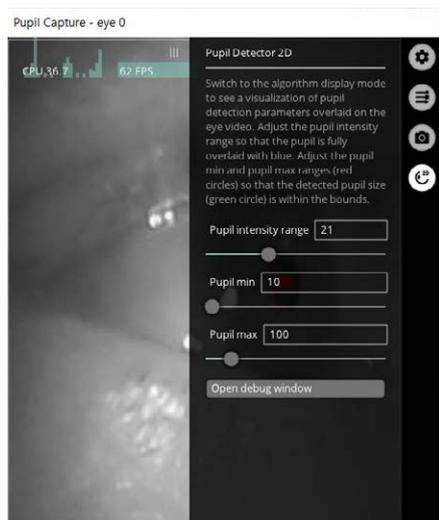 Pupil Capture - eye 0
CPU 36.7
62 FPS
Pupil Detector 2D
Switch to the algorithm display mode
to see a visualization of pupil
detection parameters overlaid on the
eye video. Adjust the pupil intensity
range so that the pupil is fully
overlaid with blue. Adjust the pupil
min and pupil max ranges (red
circles) so that the detected pupil size
(green circle) is within the bounds.
Pupil intensity range 21
Pupil min 10
Pupil max 100
Open debug window
2D